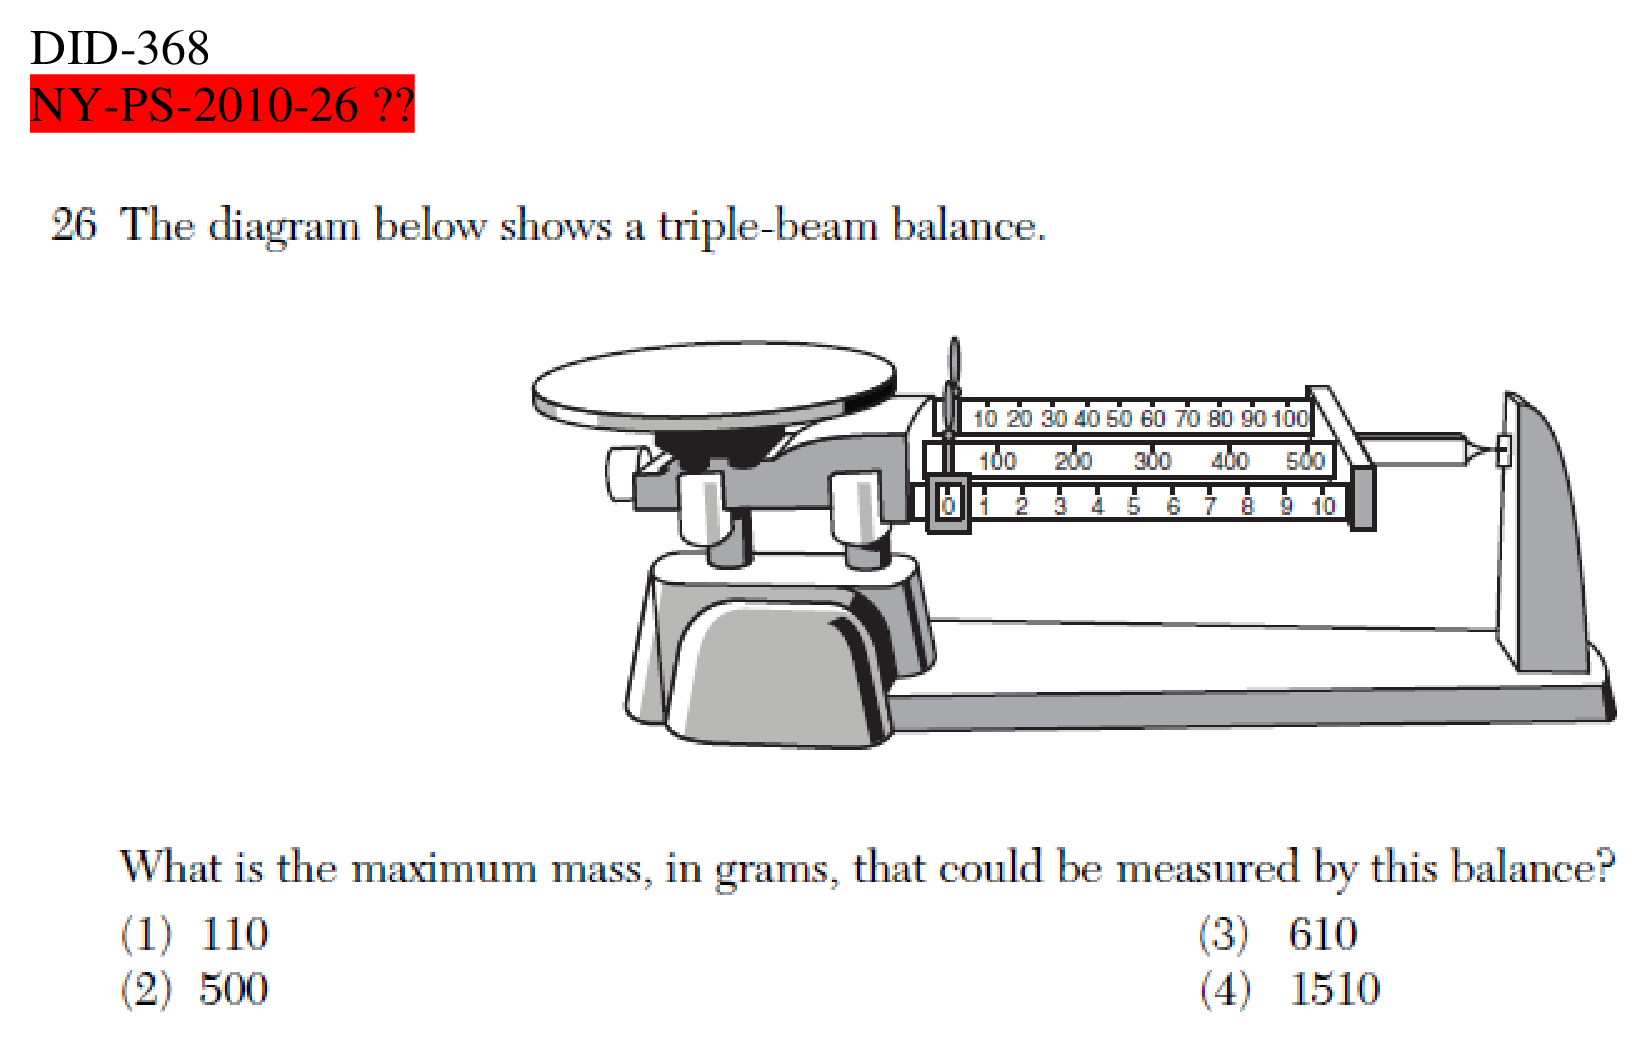 DID-368
NY-PS-2010-26 ??
26 The diagram below shows a triple-beam balance.
10 20 30 40 50 60 70 80 90 100
100 200 300 400 500
0 1 2 3 4 5 6 7 8 9 10
What is the maximum mass, in grams, that could be measured by this balance?
(1) 110
(2) 500
(3) 610
(4) 1510